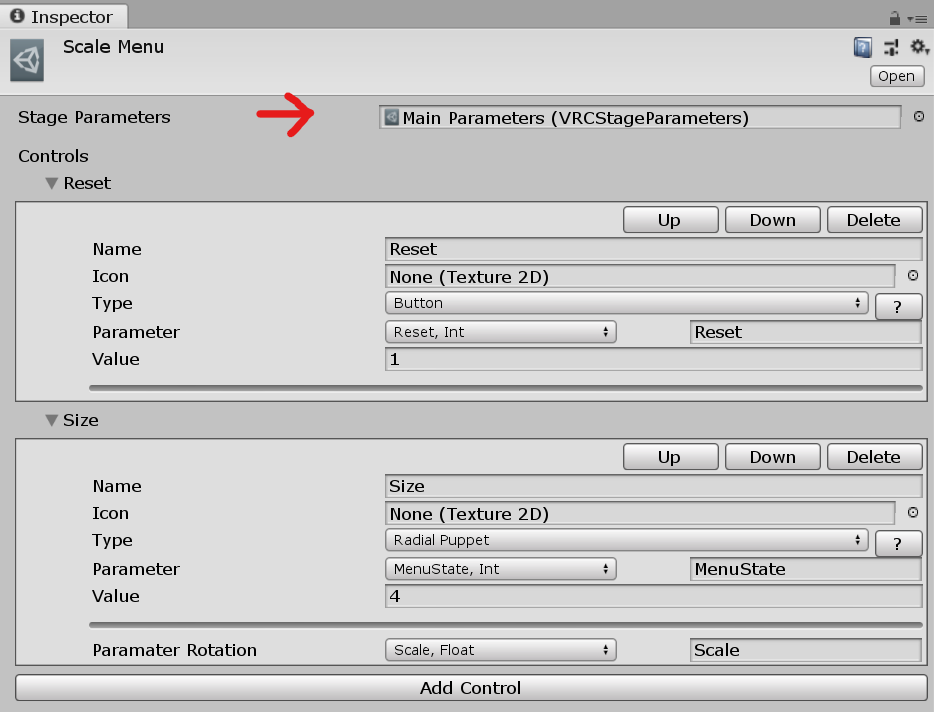 Inspector
Scale Menu
Open
Stage Parameters Main Parameters (VRCStageParameters)
Controls
Reset
Up Down Delete
Name Reset
Icon None (Texture 2D)
Type Button ?
Parameter Reset, Int Reset
Value 1
Size
Up Down Delete
Name Size
Icon None (Texture 2D)
Type Radial Puppet ?
Parameter MenuState, Int MenuState
Value 4
Paramater Rotation Scale, Float Scale
Add Control